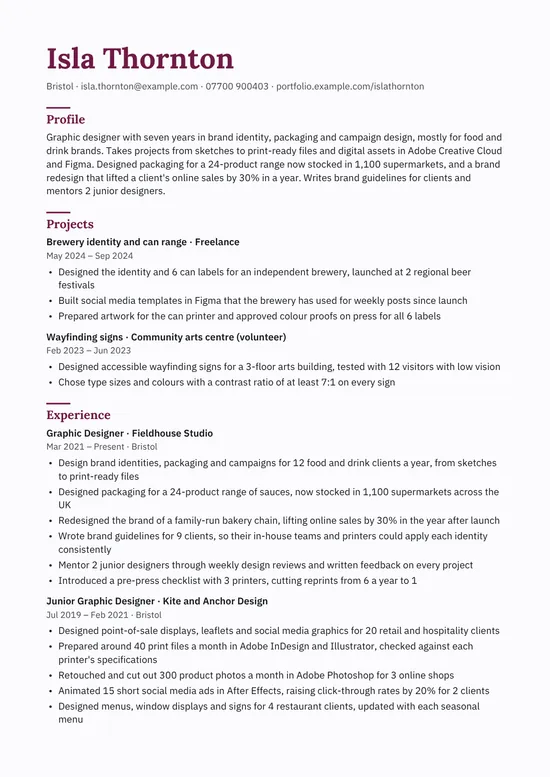 Isla Thornton
Bristol · isla.thornton@example.com · 07700 900403 · portfolio.example.com/islathornton
Profile
Graphic designer with seven years in brand identity, packaging and campaign design, mostly for food and
drink brands. Takes projects from sketches to print-ready files and digital assets in Adobe Creative Cloud
and Figma. Designed packaging for a 24-product range now stocked in 1,100 supermarkets, and a brand
redesign that lifted a client's online sales by 30% in a year. Writes brand guidelines for clients and
mentors 2 junior designers.
Projects
Brewery identity and can range · Freelance
May 2024 – Sep 2024
• Designed the identity and 6 can labels for an independent brewery, launched at 2 regional beer
festivals
• Built social media templates in Figma that the brewery has used for weekly posts since launch
• Prepared artwork for the can printer and approved colour proofs on press for all 6 labels
Wayfinding signs · Community arts centre (volunteer)
Feb 2023 – Jun 2023
• Designed accessible wayfinding signs for a 3-floor arts building, tested with 12 visitors with low vision
• Chose type sizes and colours with a contrast ratio of at least 7:1 on every sign
Experience
Graphic Designer · Fieldhouse Studio
Mar 2021 – Present · Bristol
• Design brand identities, packaging and campaigns for 12 food and drink clients a year, from sketches
to print-ready files
• Designed packaging for a 24-product range of sauces, now stocked in 1,100 supermarkets across the
UK
• Redesigned the brand of a family-run bakery chain, lifting online sales by 30% in the year after launch
• Wrote brand guidelines for 9 clients, so their in-house teams and printers could apply each identity
consistently
• Mentor 2 junior designers through weekly design reviews and written feedback on every project
• Introduced a pre-press checklist with 3 printers, cutting reprints from 6 a year to 1
Junior Graphic Designer · Kite and Anchor Design
Jul 2019 – Feb 2021 · Bristol
• Designed point-of-sale displays, leaflets and social media graphics for 20 retail and hospitality clients
• Prepared around 40 print files a month in Adobe InDesign and Illustrator, checked against each
printer's specifications
• Retouched and cut out 300 product photos a month in Adobe Photoshop for 3 online shops
• Animated 15 short social media ads in After Effects, raising click-through rates by 20% for 2 clients
• Designed menus, window displays and signs for 4 restaurant clients, updated with each seasonal
menu